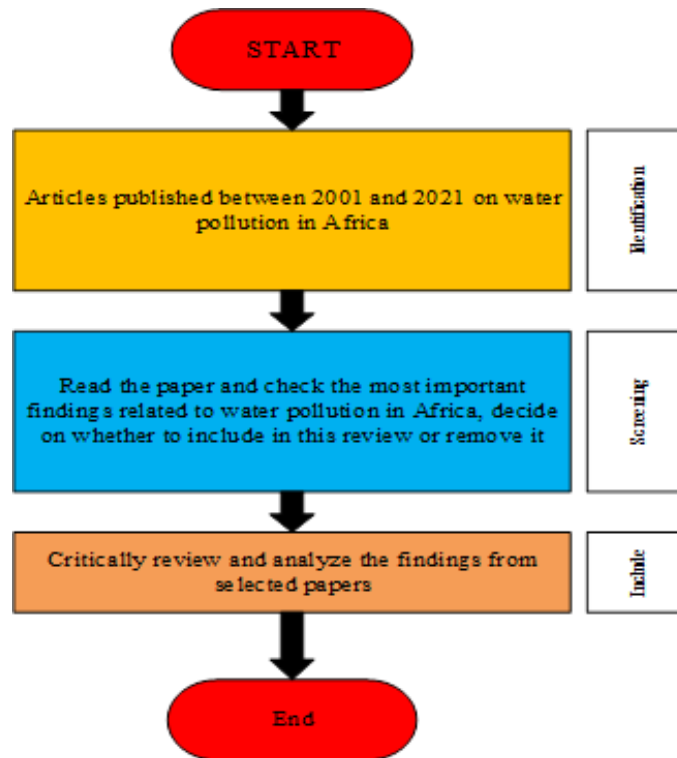 START
Articles published between 2001 and 2021 on water
pollution in Africa
Identification
Read the paper and check the most important
findings related to water pollution in Africa, decide
on whether to include in this review or remove it
Screening
Critically review and analyze the findings from
selected papers
Include
End